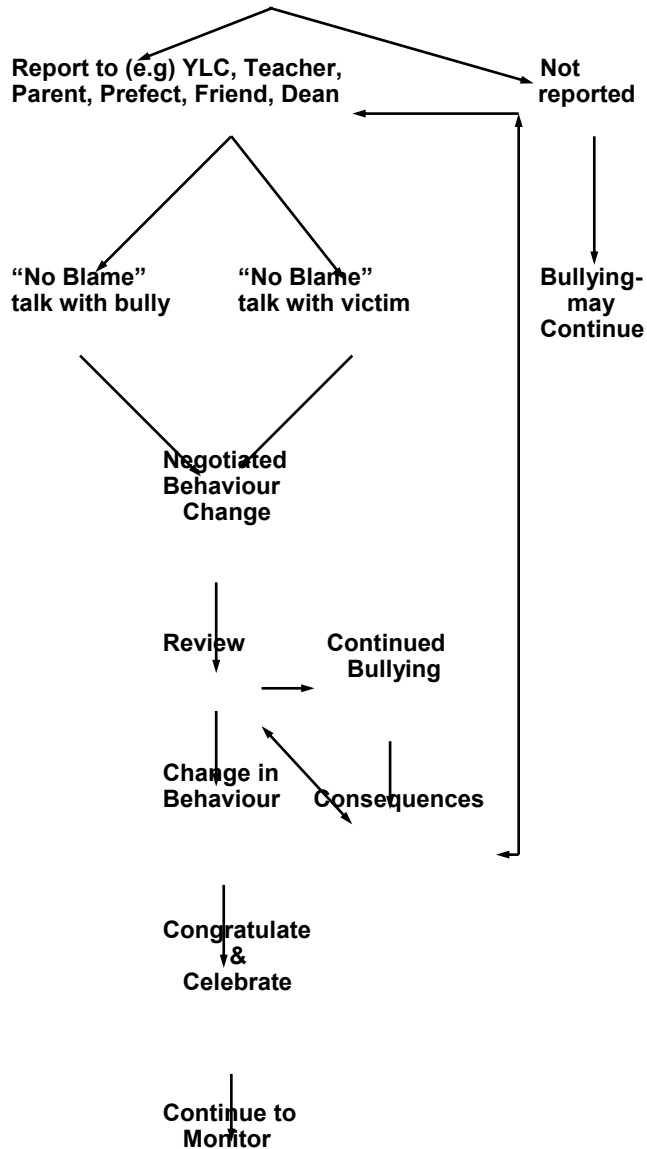 Report to (e.g) YLC, Teacher,
Parent, Prefect, Friend, Dean
Not
reported
“No Blame”
talk with bully
“No Blame”
talk with victim
Bullying-
may
Continue
Negotiated
Behaviour
Change
Review
Continued
Bullying
Change in
Behaviour
Consequences
Congratulate
&
Celebrate
Continue to
Monitor